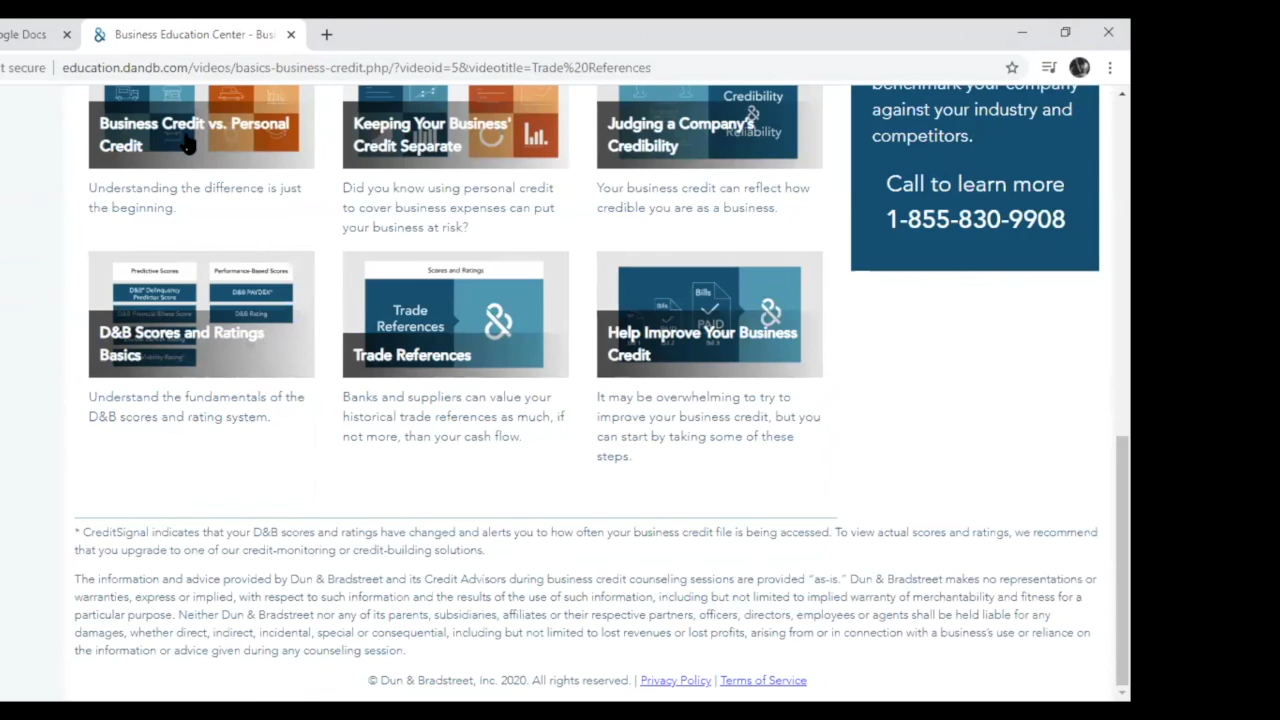 ogle Docs
Business Education Center - Busi
t secure
education.dandb.com/videos/basics-business-credit.php/?videoid=5&videotitle=Trade%20References
Business Credit vs. Personal
Credit
Understanding the difference is just
the beginning.
Keeping Your Business'
Credit Separate
Did you know using personal credit
to cover business expenses can put
your business at risk?
Credibility
&
Reliability
Judging a Company's
Credibility
Your business credit can reflect how
credible you are as a business.
benchmark your company
against your industry and
competitors.
Call to learn more
1-855-830-9908
Predictive Scores
Performance-Based Scores
D&B® Delinquency
Predictor Score
D&B PAYDEX®
D&B Rating
D&B Scores and Ratings
Basics
Understand the fundamentals of the
D&B scores and rating system.
Scores and Ratings
Trade
References
&
Trade References
Banks and suppliers can value your
historical trade references as much, if
not more, than your cash flow.
Bills
PAID
&
Help Improve Your Business
Credit
It may be overwhelming to try to
improve your business credit, but you
can start by taking some of these
steps.
* CreditSignal indicates that your D&B scores and ratings have changed and alerts you to how often your business credit file is being accessed. To view actual scores and ratings, we recommend
that you upgrade to one of our credit-monitoring or credit-building solutions.
The information and advice provided by Dun & Bradstreet and its Credit Advisors during business credit counseling sessions are provided "as-is." Dun & Bradstreet makes no representations or
warranties, express or implied, with respect to such information and the results of the use of such information, including but not limited to implied warranty of merchantability and fitness for a
particular purpose. Neither Dun & Bradstreet nor any of its parents, subsidiaries, affiliates or their respective partners, officers, directors, employees or agents shall be held liable for any
damages, whether direct, indirect, incidental, special or consequential, including but not limited to lost revenues or lost profits, arising from or in connection with a business's use or reliance on
the information or advice given during any counseling session.
© Dun & Bradstreet, Inc. 2020. All rights reserved. | Privacy Policy | Terms of Service